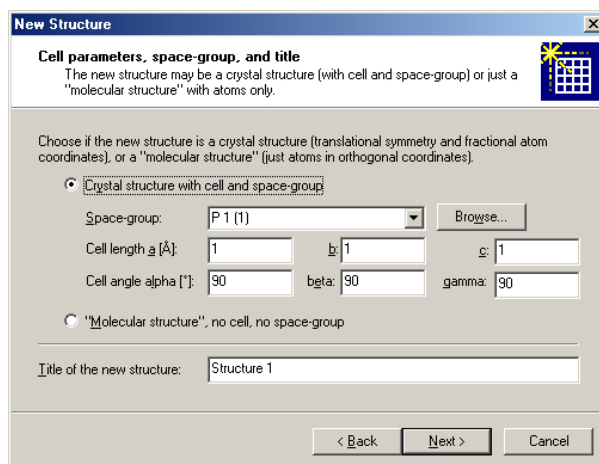 New Structure
Cell parameters, space-group, and title
The new structure may be a crystal structure (with cell and space-group) or just a
"molecular structure" with atoms only.
Choose if the new structure is a crystal structure (translational symmetry and fractional atom
coordinates), or a "molecular structure" (just atoms in orthogonal coordinates).
Crystal structure with cell and space-group
Space-group: P 1 (1) Browse...
Cell length a [Å]: 1 b: 1 c: 1
Cell angle alpha [°]: 90 beta: 90 gamma: 90
"Molecular structure", no cell, no space-group
Title of the new structure: Structure 1
< Back Next > Cancel